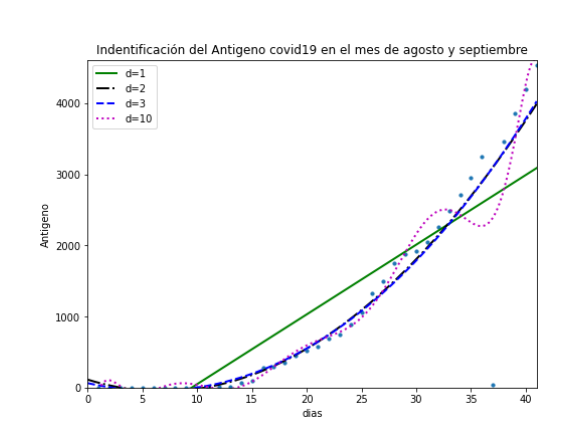 Indentificación del Antigeno covid19 en el mes de agosto y septiembre
d=1
d=2
d=3
d=10
4000
3000
2000
1000
0
Antigeno
0 5 10 15 20 25 30 35 40
dias